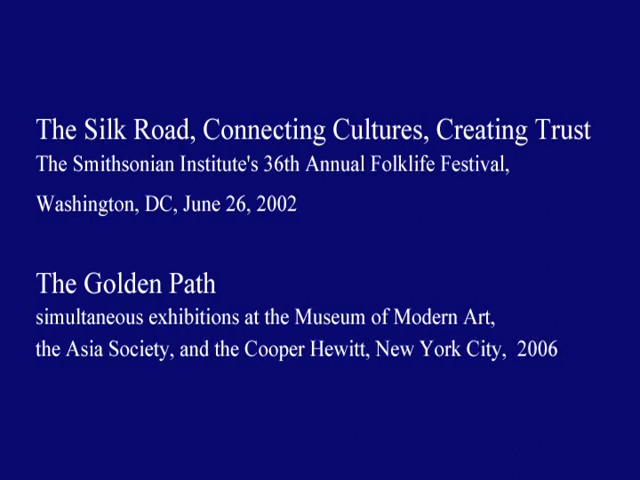 The Silk Road, Connecting Cultures, Creating Trust
The Smithsonian Institute's 36th Annual Folklife Festival,
Washington, DC, June 26, 2002
The Golden Path
simultaneous exhibitions at the Museum of Modern Art,
the Asia Society, and the Cooper Hewitt, New York City,  2006